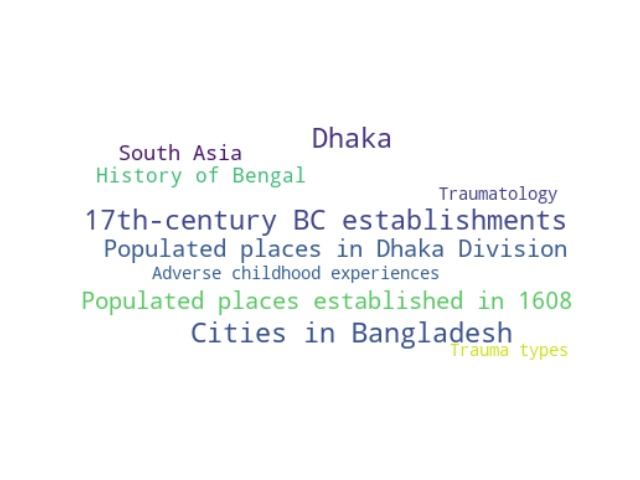 Dhaka
South Asia
History of Bengal
Traumatology
17th-century BC establishments
Populated places in Dhaka Division
Adverse childhood experiences
Populated places established in 1608
Cities in Bangladesh
Trauma types